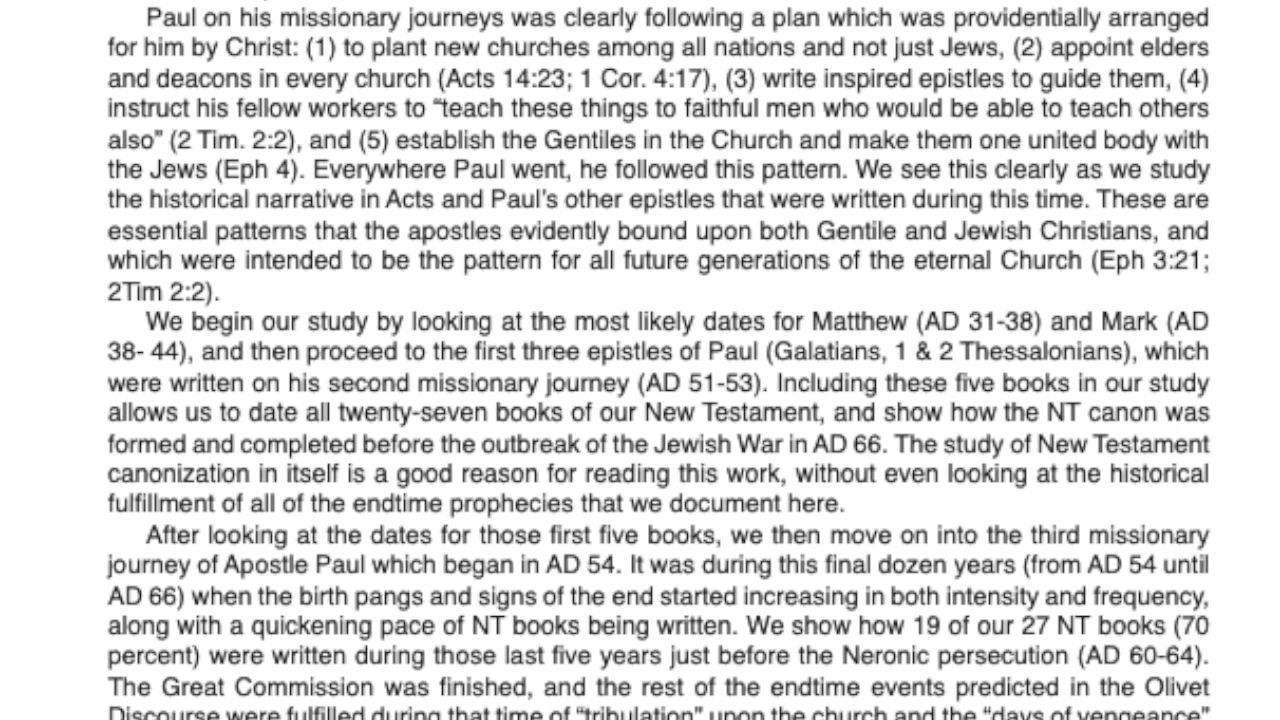 Paul on his missionary journeys was clearly following a plan which was providentially arranged
for him by Christ: (1) to plant new churches among all nations and not just Jews, (2) appoint elders
and deacons in every church (Acts 14:23; 1 Cor. 4:17), (3) write inspired epistles to guide them, (4)
instruct his fellow workers to “teach these things to faithful men who would be able to teach others
also” (2 Tim. 2:2), and (5) establish the Gentiles in the Church and make them one united body with
the Jews (Eph 4). Everywhere Paul went, he followed this pattern. We see this clearly as we study
the historical narrative in Acts and Paul’s other epistles that were written during this time. These are
essential patterns that the apostles evidently bound upon both Gentile and Jewish Christians, and
which were intended to be the pattern for all future generations of the eternal Church (Eph 3:21;
2Tim 2:2).
We begin our study by looking at the most likely dates for Matthew (AD 31-38) and Mark (AD
38- 44), and then proceed to the first three epistles of Paul (Galatians, 1 & 2 Thessalonians), which
were written on his second missionary journey (AD 51-53). Including these five books in our study
allows us to date all twenty-seven books of our New Testament, and show how the NT canon was
formed and completed before the outbreak of the Jewish War in AD 66. The study of New Testament
canonization in itself is a good reason for reading this work, without even looking at the historical
fulfillment of all of the endtime prophecies that we document here.
After looking at the dates for those first five books, we then move on into the third missionary
journey of Apostle Paul which began in AD 54. It was during this final dozen years (from AD 54 until
AD 66) when the birth pangs and signs of the end started increasing in both intensity and frequency,
along with a quickening pace of NT books being written. We show how 19 of our 27 NT books (70
percent) were written during those last five years just before the Neronic persecution (AD 60-64).
The Great Commission was finished, and the rest of the endtime events predicted in the Olivet
Discourse were fulfilled during that time of “tribulation” upon the church and the “days of vengeance”